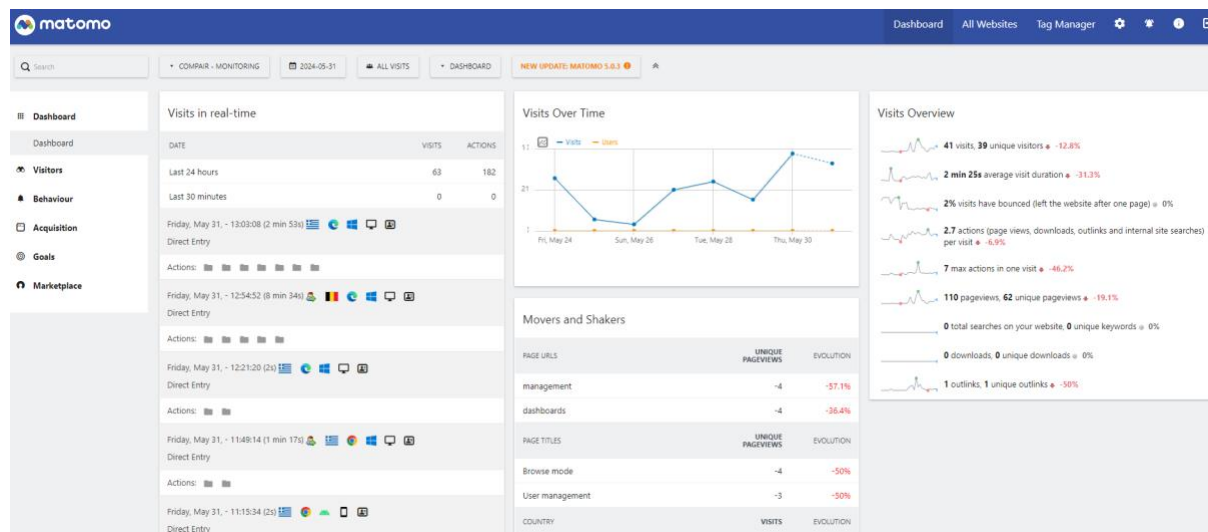 matomo
Dashboard All Websites Tag Manager
Search
COMPAIR - MONITORING 2024-05-31 ALL VISITS DASHBOARD NEW UPDATE: MATOMO 5.0.3
Dashboard
Dashboard
Visitors
Behaviour
Acquisition
Goals
Marketplace
Visits in real-time
DATE VISITS ACTIONS
Last 24 hours 63 182
Last 30 minutes 0 0
Friday, May 31, - 13:03:08 (2 min 53s)
Direct Entry
Actions:
Friday, May 31, - 12:54:52 (8 min 34s)
Direct Entry
Actions:
Friday, May 31, - 12:21:20 (2s)
Direct Entry
Actions:
Friday, May 31, - 11:49:14 (1 min 17s)
Direct Entry
Actions:
Friday, May 31, - 11:15:34 (2s)
Direct Entry
Visits Over Time
Visits Users
21
Fri, May 24 Sun, May 26 Tue, May 28 Thu, May 30
Movers and Shakers
PAGE URLS UNIQUE PAGEVIEWS EVOLUTION
management -4 -57.1%
dashboards -4 -36.4%
PAGE TITLES UNIQUE PAGEVIEWS EVOLUTION
Browse mode -4 -50%
User management -3 -50%
COUNTRY VISITS EVOLUTION
Visits Overview
41 visits, 39 unique visitors -12.8%
2 min 25s average visit duration -31.3%
2% visits have bounced (left the website after one page) 0%
2.7 actions (page views, downloads, outlinks and internal site searches)
per visit -6.9%
7 max actions in one visit -46.2%
110 pageviews, 62 unique pageviews -19.1%
0 total searches on your website, 0 unique keywords 0%
0 downloads, 0 unique downloads 0%
1 outlinks, 1 unique outlinks -50%